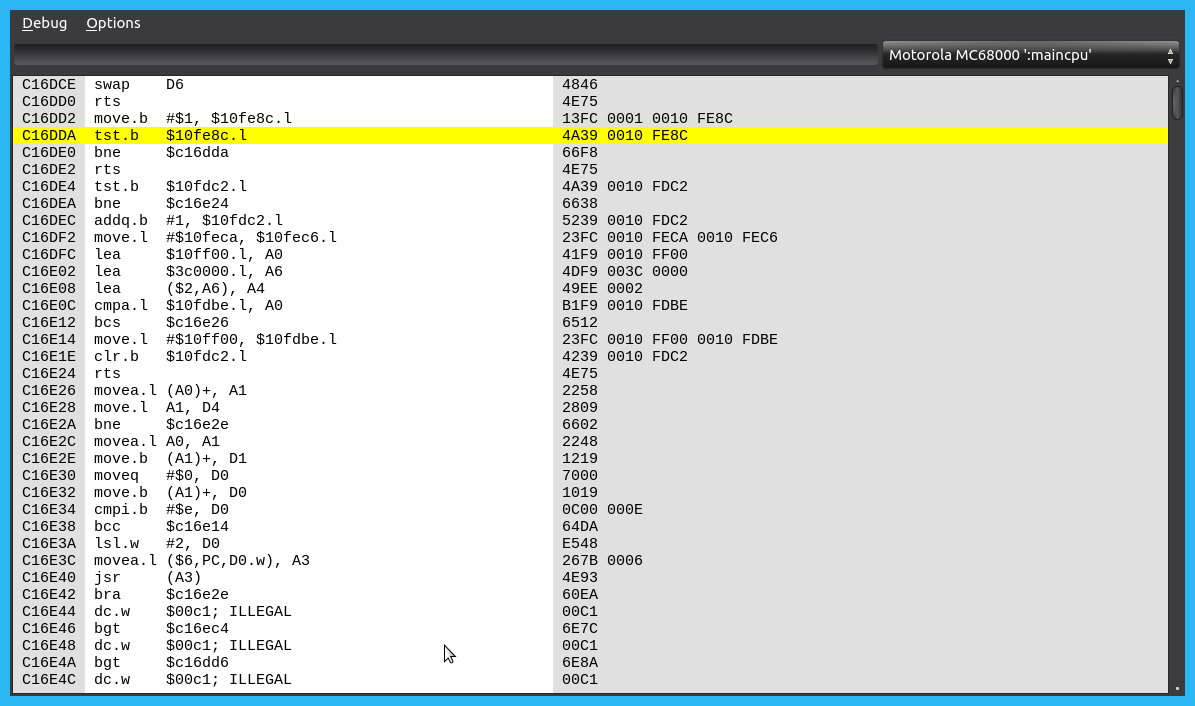 Debug Options
Motorola MC68000 ':maincpu'
C16DCE swap D6 4846
C16DD0 rts 4E75
C16DD2 move.b #$1, $10fe8c.l 13FC 0001 0010 FE8C
C16DDA tst.b $10fe8c.l 4A39 0010 FE8C
C16DE0 bne $c16dda 66F8
C16DE2 rts 4E75
C16DE4 tst.b $10fdc2.l 4A39 0010 FDC2
C16DEA bne $c16e24 6638
C16DEC addq.b #1, $10fdc2.l 5239 0010 FDC2
C16DF2 move.l #$10feca, $10fec6.l 23FC 0010 FECA 0010 FEC6
C16DFC lea $10ff00.l, A0 41F9 0010 FF00
C16E02 lea $3c0000.l, A6 4DF9 003C 0000
C16E08 lea ($2,A6), A4 49EE 0002
C16E0C cmpa.l $10fdbe.l, A0 B1F9 0010 FDBE
C16E12 bcs $c16e26 6512
C16E14 move.l #$10ff00, $10fdbe.l 23FC 0010 FF00 0010 FDBE
C16E1E clr.b $10fdc2.l 4239 0010 FDC2
C16E24 rts 4E75
C16E26 movea.l (A0)+, A1 2258
C16E28 move.l A1, D4 2809
C16E2A bne $c16e2e 6602
C16E2C movea.l A0, A1 2248
C16E2E move.b (A1)+, D1 1219
C16E30 moveq #$0, D0 7000
C16E32 move.b (A1)+, D0 1019
C16E34 cmpi.b #$e, D0 0C00 000E
C16E38 bcc $c16e14 64DA
C16E3A lsl.w #2, D0 E548
C16E3C movea.l ($6,PC,D0.w), A3 267B 0006
C16E40 jsr (A3) 4E93
C16E42 bra $c16e2e 60EA
C16E44 dc.w $00c1; ILLEGAL 00C1
C16E46 bgt $c16ec4 6E7C
C16E48 dc.w $00c1; ILLEGAL 00C1
C16E4A bgt $c16dd6 6E8A
C16E4C dc.w $00c1; ILLEGAL 00C1